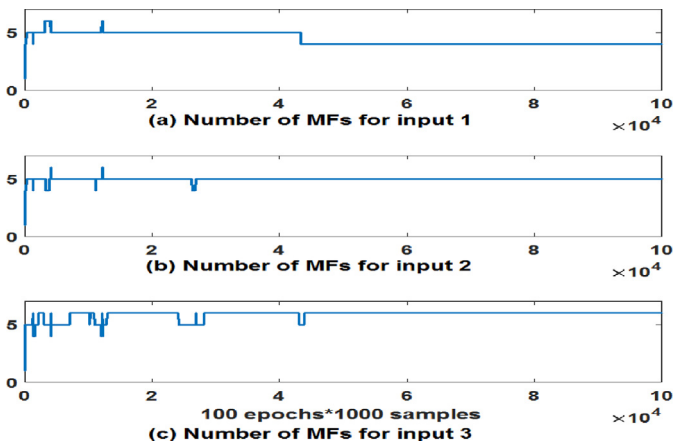 5
0
0 2 4 6 8 10
(a) Number of MFs for input 1 ×10^4
5
0
0 2 4 6 8 10
(b) Number of MFs for input 2 ×10^4
5
0
0 2 4 6 8 10
100 epochs*1000 samples ×10^4
(c) Number of MFs for input 3